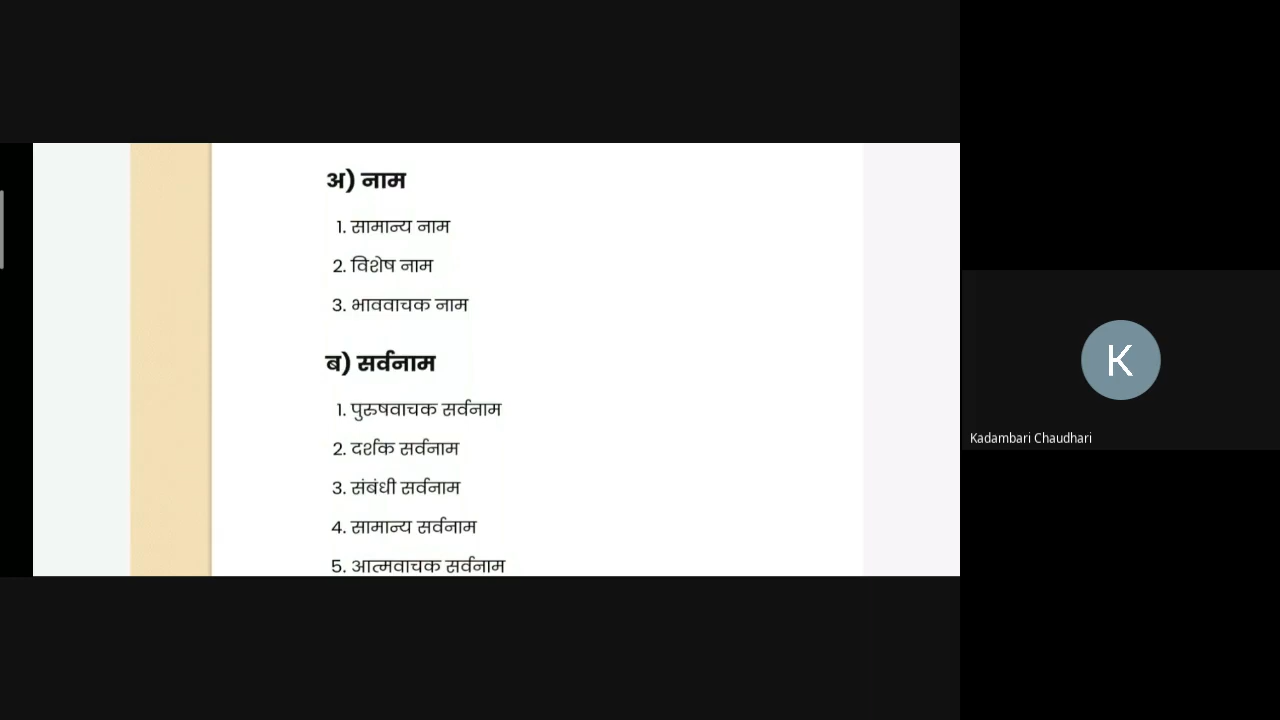 अ) नाम
1. सामान्य नाम
2. विशेष नाम
3. भाववाचक नाम
ब) सर्वनाम
1. पुरुषवाचक सर्वनाम
2. दर्शक सर्वनाम
3. संबंधी सर्वनाम
4. सामान्य सर्वनाम
5. आत्मवाचक सर्वनाम
K
Kadambari Chaudhari